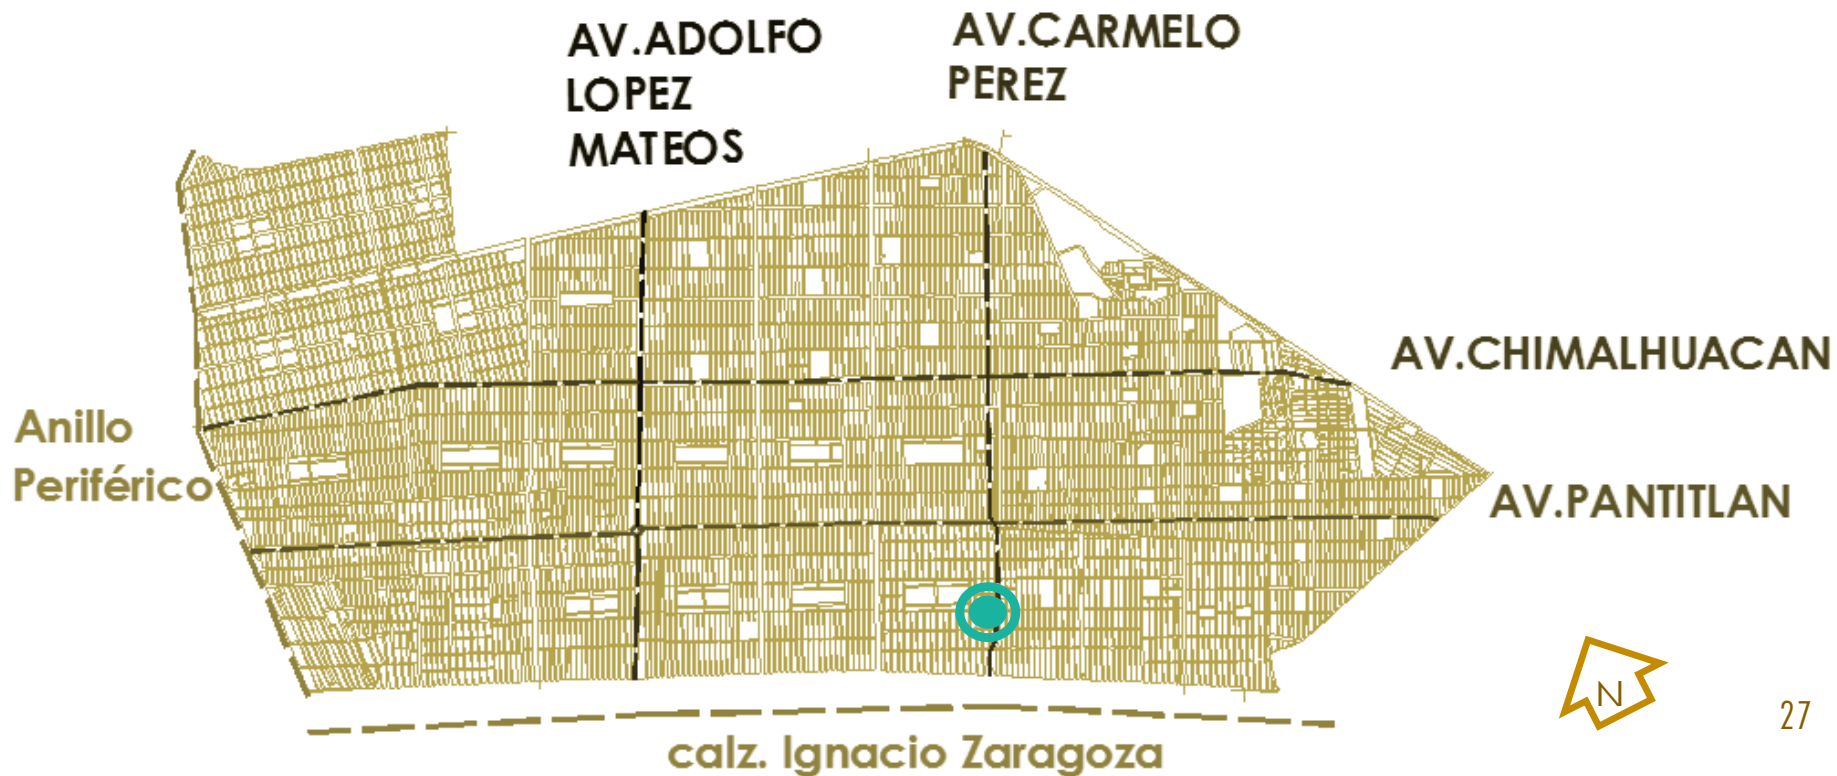 AV.ADOLFO
LOPEZ
MATEOS
AV.CARMELO
PEREZ
AV.CHIMALHUACAN
Anillo
Periférico
AV.PANTITLAN
calz. Ignacio Zaragoza
N
27